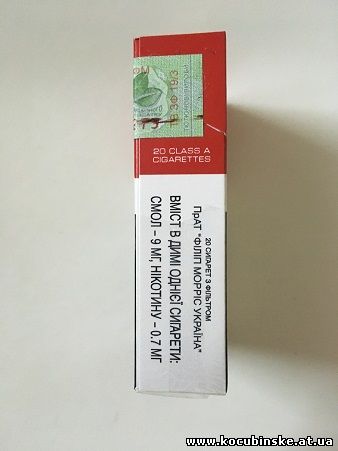 20 CLASS A
CIGARETTES
20 СИГАРЕТ З ФІЛЬТРОМ
ПрАТ "ФІЛІП МОРРІС УКРАЇНА"
ВМІСТ В ДИМІ ОДНІЄЇ СИГАРЕТИ:
СМОЛ – 9 МГ, НІКОТИНУ – 0.7 МГ
www.kocubinske.at.ua